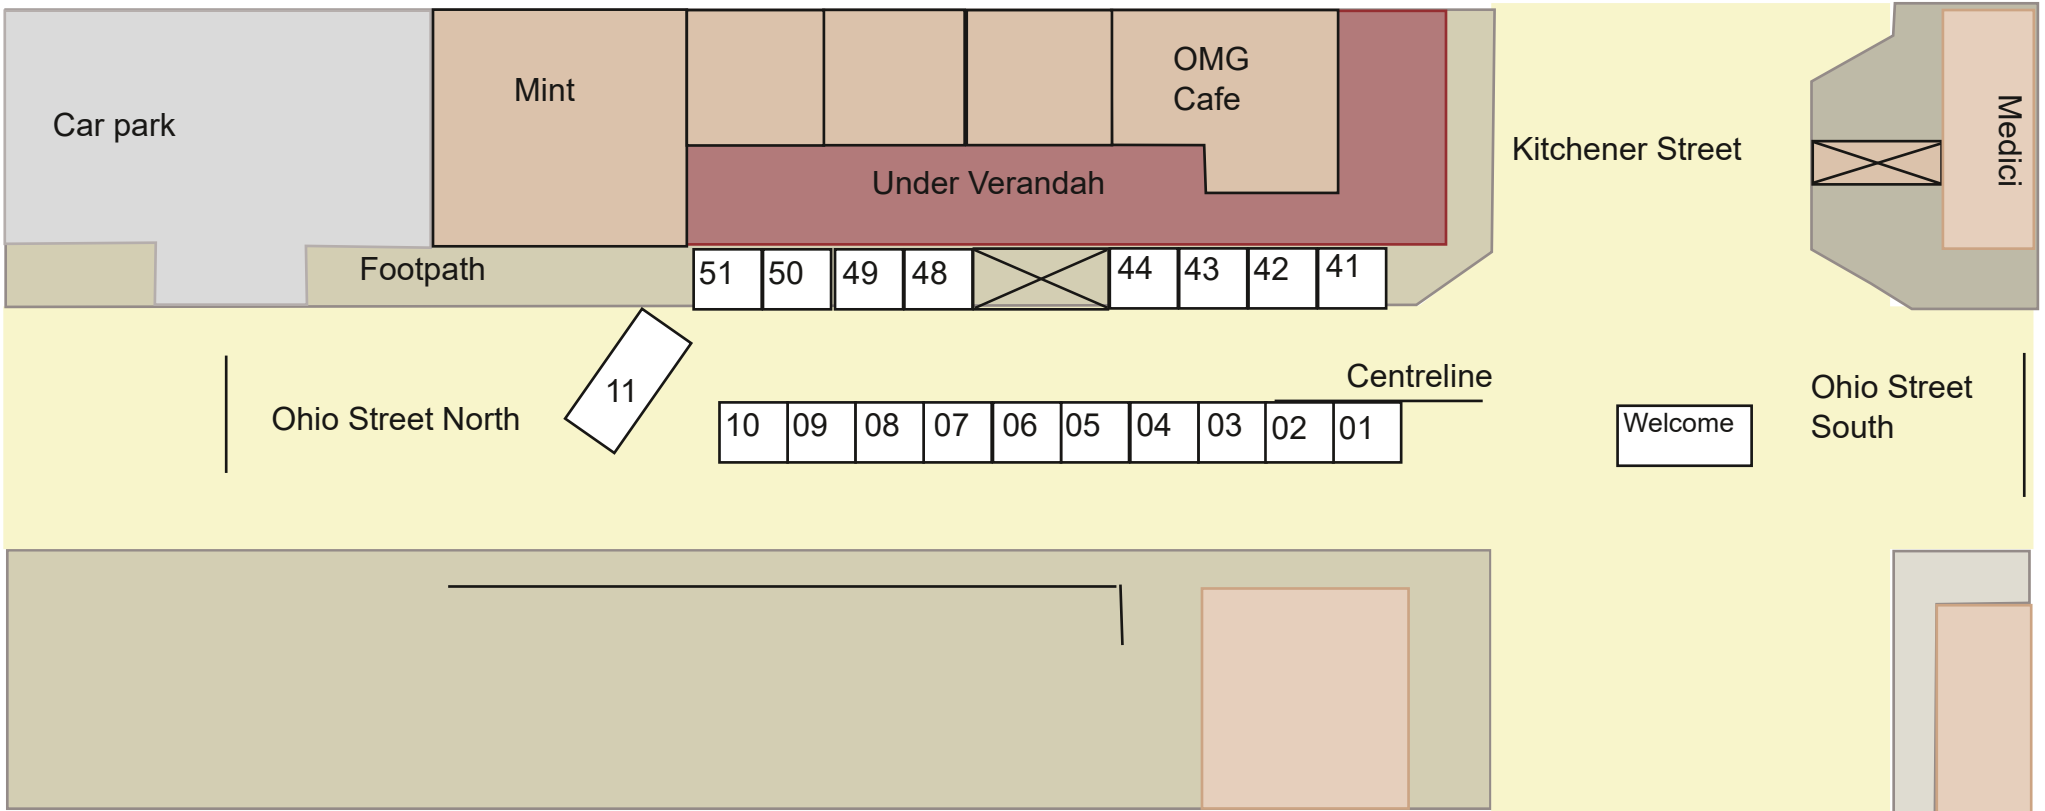 OMG
Cafe
Mint
Car park
Medici
Kitchener Street
Under Verandah
Footpath
51 50 49 48 44 43 42 41
11
Centreline
Ohio Street North
Ohio Street
South
10 09 08 07 06 05 04 03 02 01
Welcome